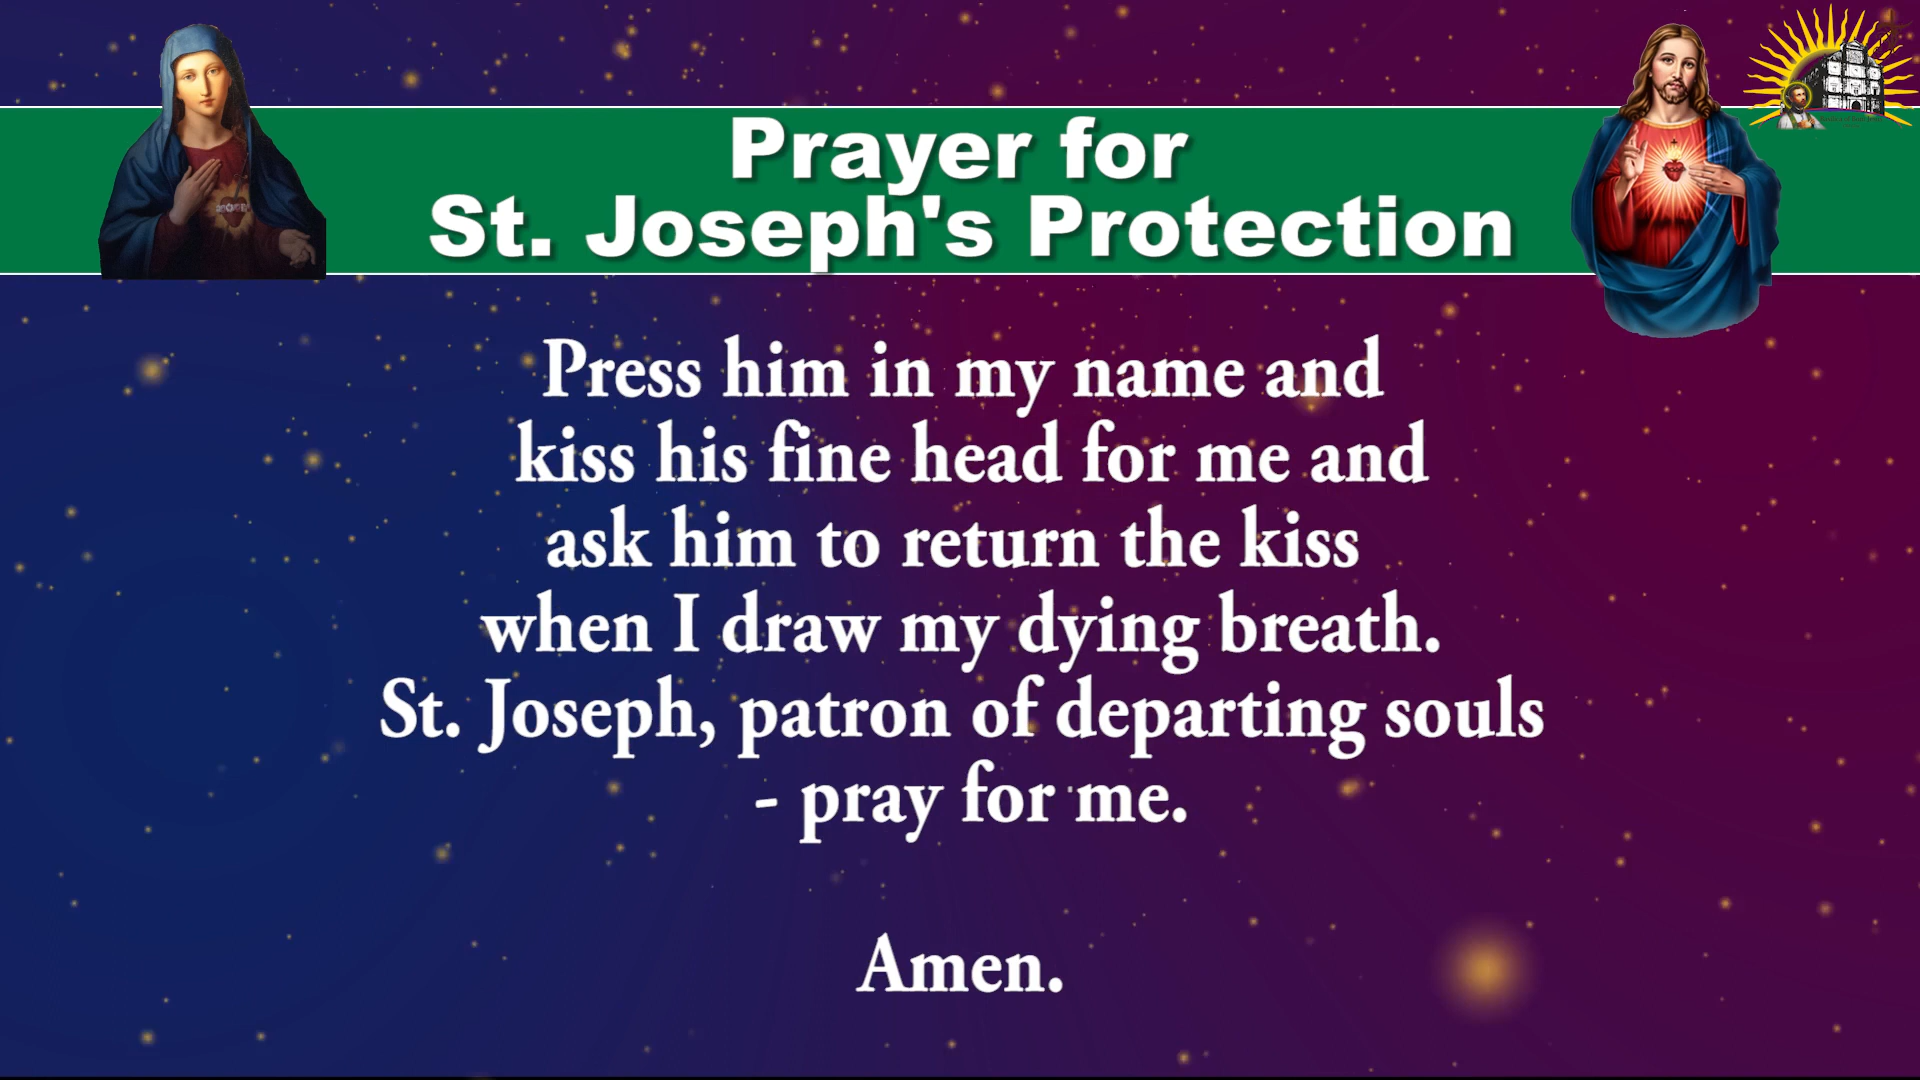 Prayer for
St. Joseph's Protection
Press him in my name and
kiss his fine head for me and
ask him to return the kiss
when I draw my dying breath.
St. Joseph, patron of departing souls
- pray for me.
Amen.